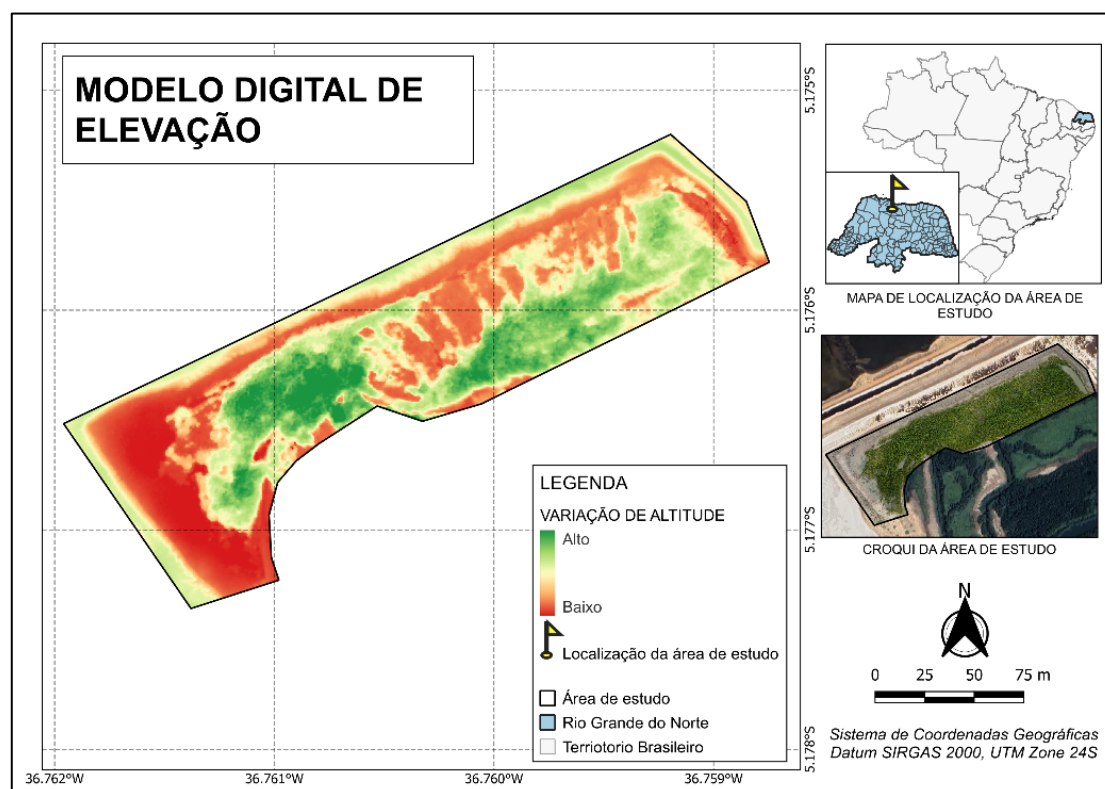 MODELO DIGITAL DE
ELEVAÇÃO
5.175°S
5.176°S
5.177°S
5.178°S
36.762°W
36.761°W
36.760°W
36.759°W
LEGENDA
VARIAÇÃO DE ALTITUDE
Alto
Baixo
Localização da área de estudo
Área de estudo
Rio Grande do Norte
Terriotorio Brasileiro
MAPA DE LOCALIZAÇÃO DA ÁREA DE
ESTUDO
CROQUI DA ÁREA DE ESTUDO
N
0 25 50 75 m
Sistema de Coordenadas Geográficas
Datum SIRGAS 2000, UTM Zone 24S